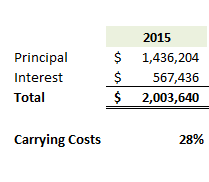 2015
Principal $ 1,436,204
Interest $ 567,436
Total $ 2,003,640
Carrying Costs 28%